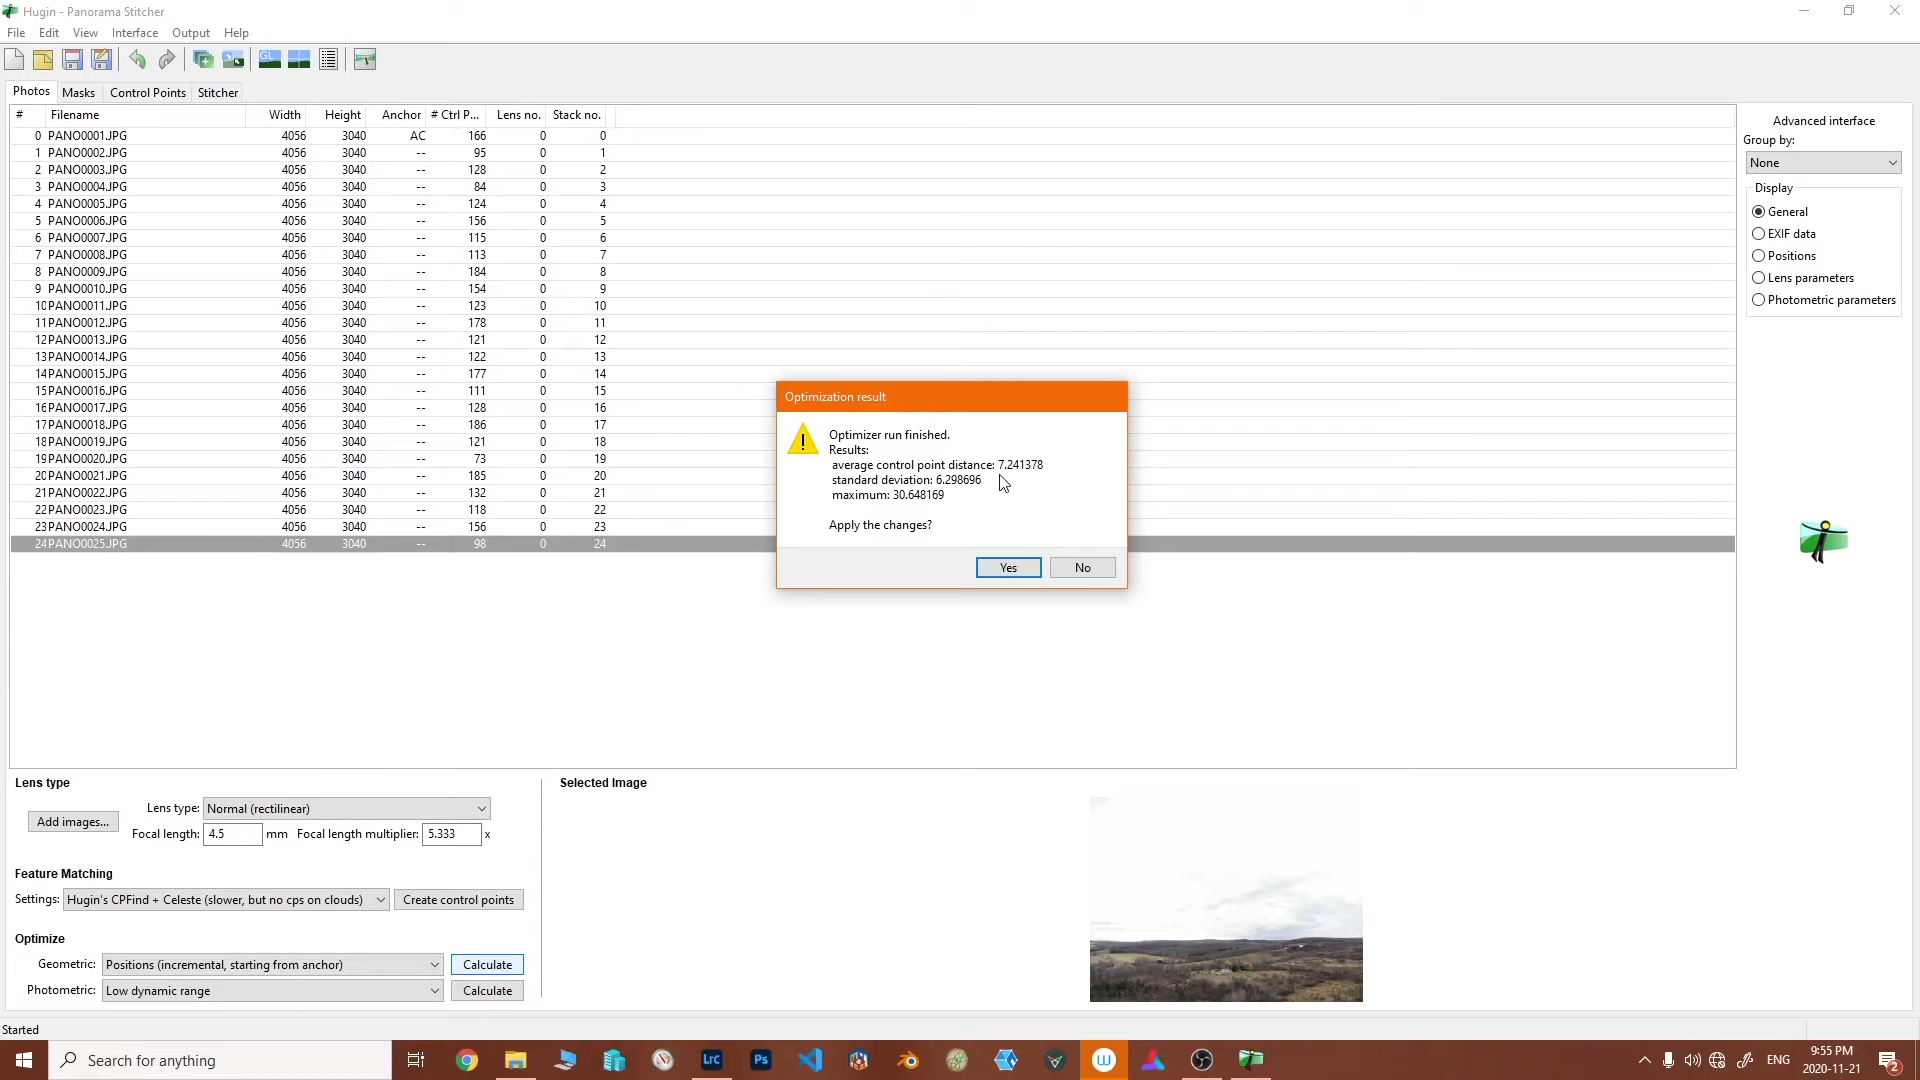 Hugin - Panorama Stitcher
File Edit View Interface Output Help
GL
Photos Masks Control Points Stitcher
# Filename Width Height Anchor # Ctrl P... Lens no. Stack no.
0 PANO0001.JPG 4056 3040 AC 166 0 0
1 PANO0002.JPG 4056 3040 -- 95 0 1
2 PANO0003.JPG 4056 3040 -- 128 0 2
3 PANO0004.JPG 4056 3040 -- 84 0 3
4 PANO0005.JPG 4056 3040 -- 124 0 4
5 PANO0006.JPG 4056 3040 -- 156 0 5
6 PANO0007.JPG 4056 3040 -- 115 0 6
7 PANO0008.JPG 4056 3040 -- 113 0 7
8 PANO0009.JPG 4056 3040 -- 184 0 8
9 PANO0010.JPG 4056 3040 -- 154 0 9
10 PANO0011.JPG 4056 3040 -- 123 0 10
11 PANO0012.JPG 4056 3040 -- 178 0 11
12 PANO0013.JPG 4056 3040 -- 121 0 12
13 PANO0014.JPG 4056 3040 -- 122 0 13
14 PANO0015.JPG 4056 3040 -- 177 0 14
15 PANO0016.JPG 4056 3040 -- 111 0 15
16 PANO0017.JPG 4056 3040 -- 128 0 16
17 PANO0018.JPG 4056 3040 -- 186 0 17
18 PANO0019.JPG 4056 3040 -- 121 0 18
19 PANO0020.JPG 4056 3040 -- 73 0 19
20 PANO0021.JPG 4056 3040 -- 185 0 20
21 PANO0022.JPG 4056 3040 -- 132 0 21
22 PANO0023.JPG 4056 3040 -- 118 0 22
23 PANO0024.JPG 4056 3040 -- 156 0 23
24 PANO0025.JPG 4056 3040 -- 98 0 24
Advanced interface
Group by:
None
Display
General
EXIF data
Positions
Lens parameters
Photometric parameters
Optimization result
Optimizer run finished.
Results:
average control point distance: 7.241378
standard deviation: 6.298696
maximum: 30.648169
Apply the changes?
Yes No
Lens type
Lens type: Normal (rectilinear)
Add images...
Focal length: 4.5 mm Focal length multiplier: 5.333 x
Feature Matching
Settings: Hugin's CPFind + Celeste (slower, but no cps on clouds) Create control points
Optimize
Geometric: Positions (incremental, starting from anchor) Calculate
Photometric: Low dynamic range Calculate
Selected Image
Started
Search for anything
Lrc Ps W
ENG
9:55 PM
2020-11-21
2